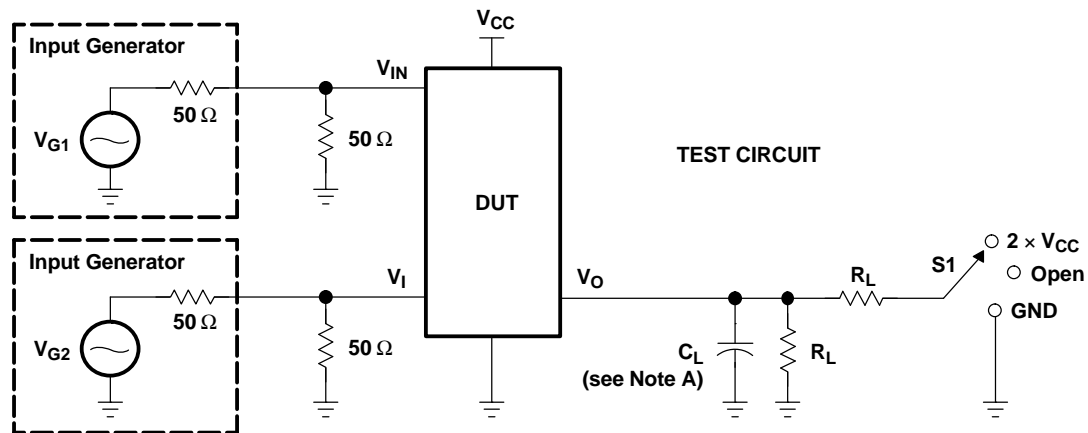 Input Generator
V_G1
50 Ω
50 Ω
V_IN
V_CC
DUT
TEST CIRCUIT
Input Generator
V_G2
50 Ω
50 Ω
V_I
V_O
C_L
(see Note A)
R_L
R_L
S1
2 × V_CC
Open
GND